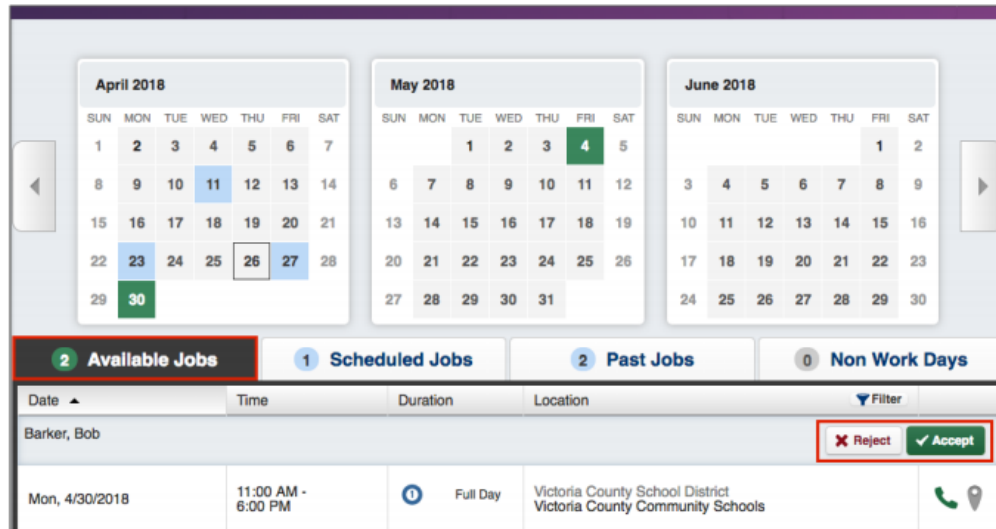 April 2018
SUN MON TUE WED THU FRI SAT
1 2 3 4 5 6 7
8 9 10 11 12 13 14
15 16 17 18 19 20 21
22 23 24 25 26 27 28
29 30
May 2018
SUN MON TUE WED THU FRI SAT
1 2 3 4 5
6 7 8 9 10 11 12
13 14 15 16 17 18 19
20 21 22 23 24 25 26
27 28 29 30 31
June 2018
SUN MON TUE WED THU FRI SAT
1 2
3 4 5 6 7 8 9
10 11 12 13 14 15 16
17 18 19 20 21 22 23
24 25 26 27 28 29 30
2 Available Jobs 1 Scheduled Jobs 2 Past Jobs 0 Non Work Days
Date Time Duration Location Filter
Barker, Bob Reject Accept
Mon, 4/30/2018 11:00 AM -
6:00 PM 1 Full Day Victoria County School District
Victoria County Community Schools